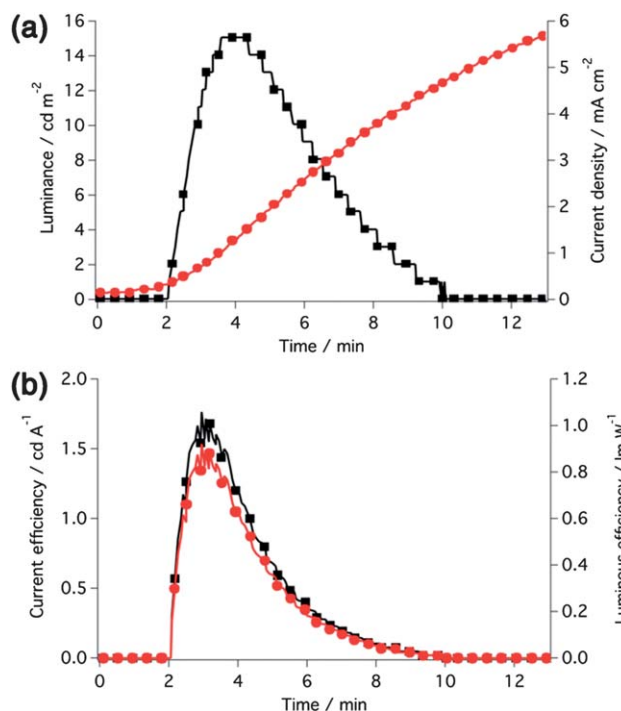 (a)
16
14
12
10
8
6
4
2
0
Luminance / cd m⁻²
6
5
4
3
2
1
0
Current density / mA cm⁻²
0 2 4 6 8 10 12
Time / min
(b)
2.0
1.5
1.0
0.5
0.0
Current efficiency / cd A⁻¹
1.2
1.0
0.8
0.6
0.4
0.2
0.0
Luminous efficiency / lm W⁻¹
0 2 4 6 8 10 12
Time / min